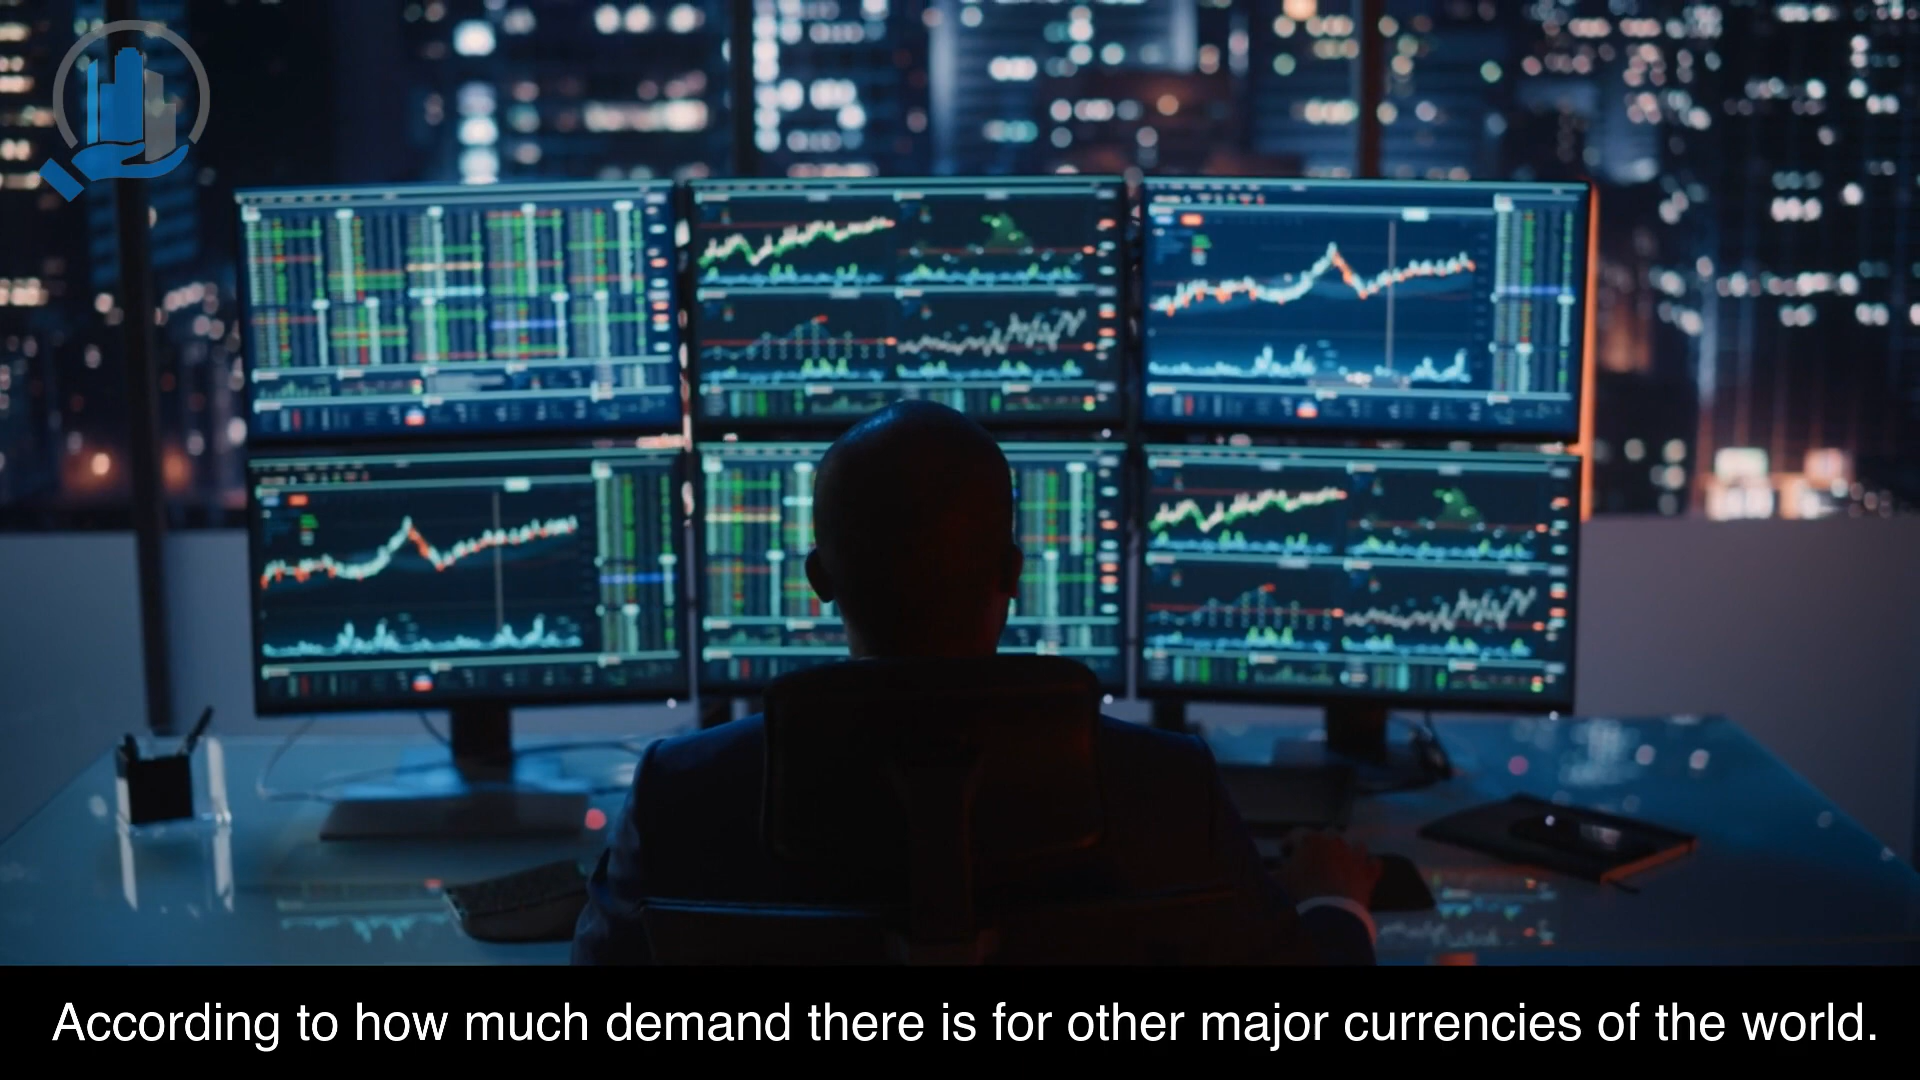 According to how much demand there is for other major currencies of the world.